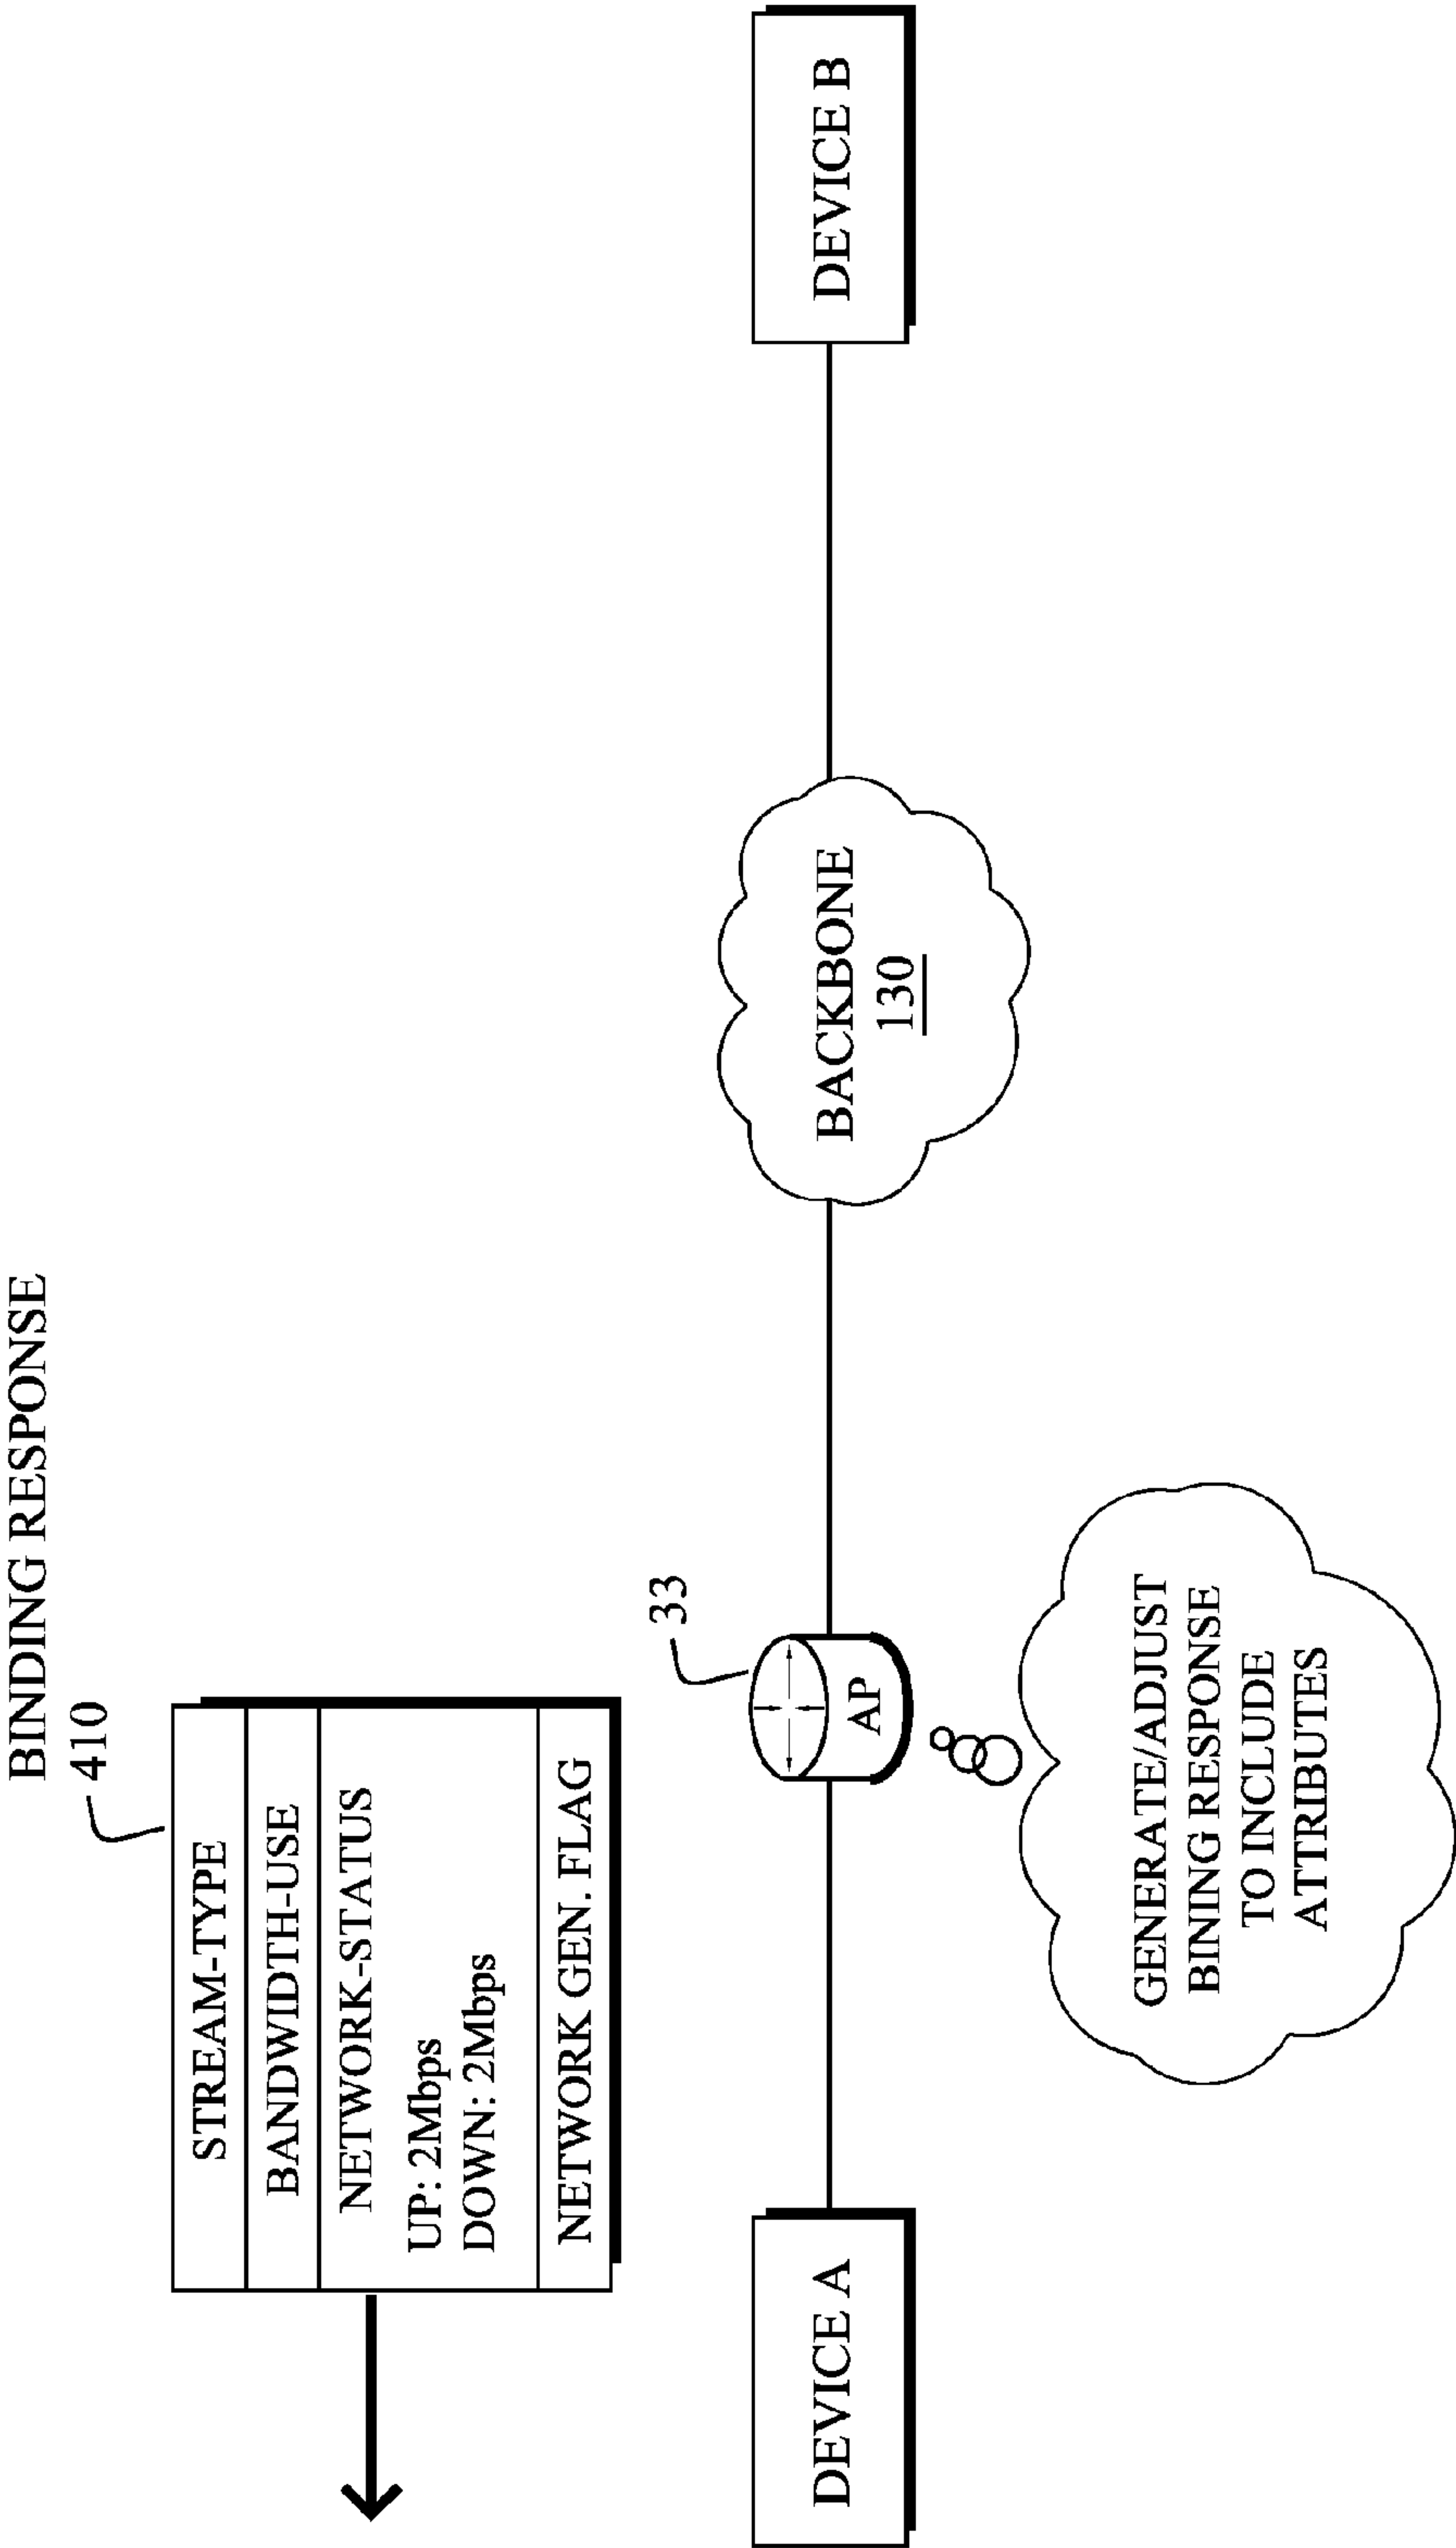 BINDING RESPONSE
410
STREAM-TYPE
BANDWIDTH-USE
NETWORK-STATUS
UP: 2Mbps
DOWN: 2Mbps
NETWORK GEN. FLAG
33
DEVICE A
AP
BACKBONE
130
DEVICE B
GENERATE/ADJUST
BINING RESPONSE
TO INCLUDE
ATTRIBUTES